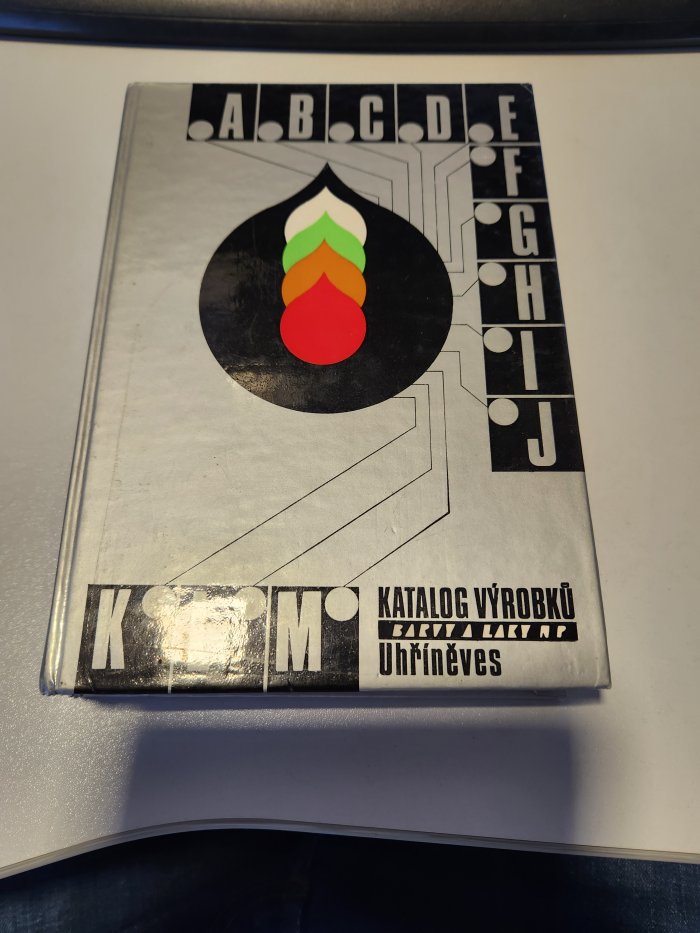 A B C D E
F
G
H
I
J
K L M
KATALOG VÝROBKŮ
BARVY A LAKY N P
Uhříněves